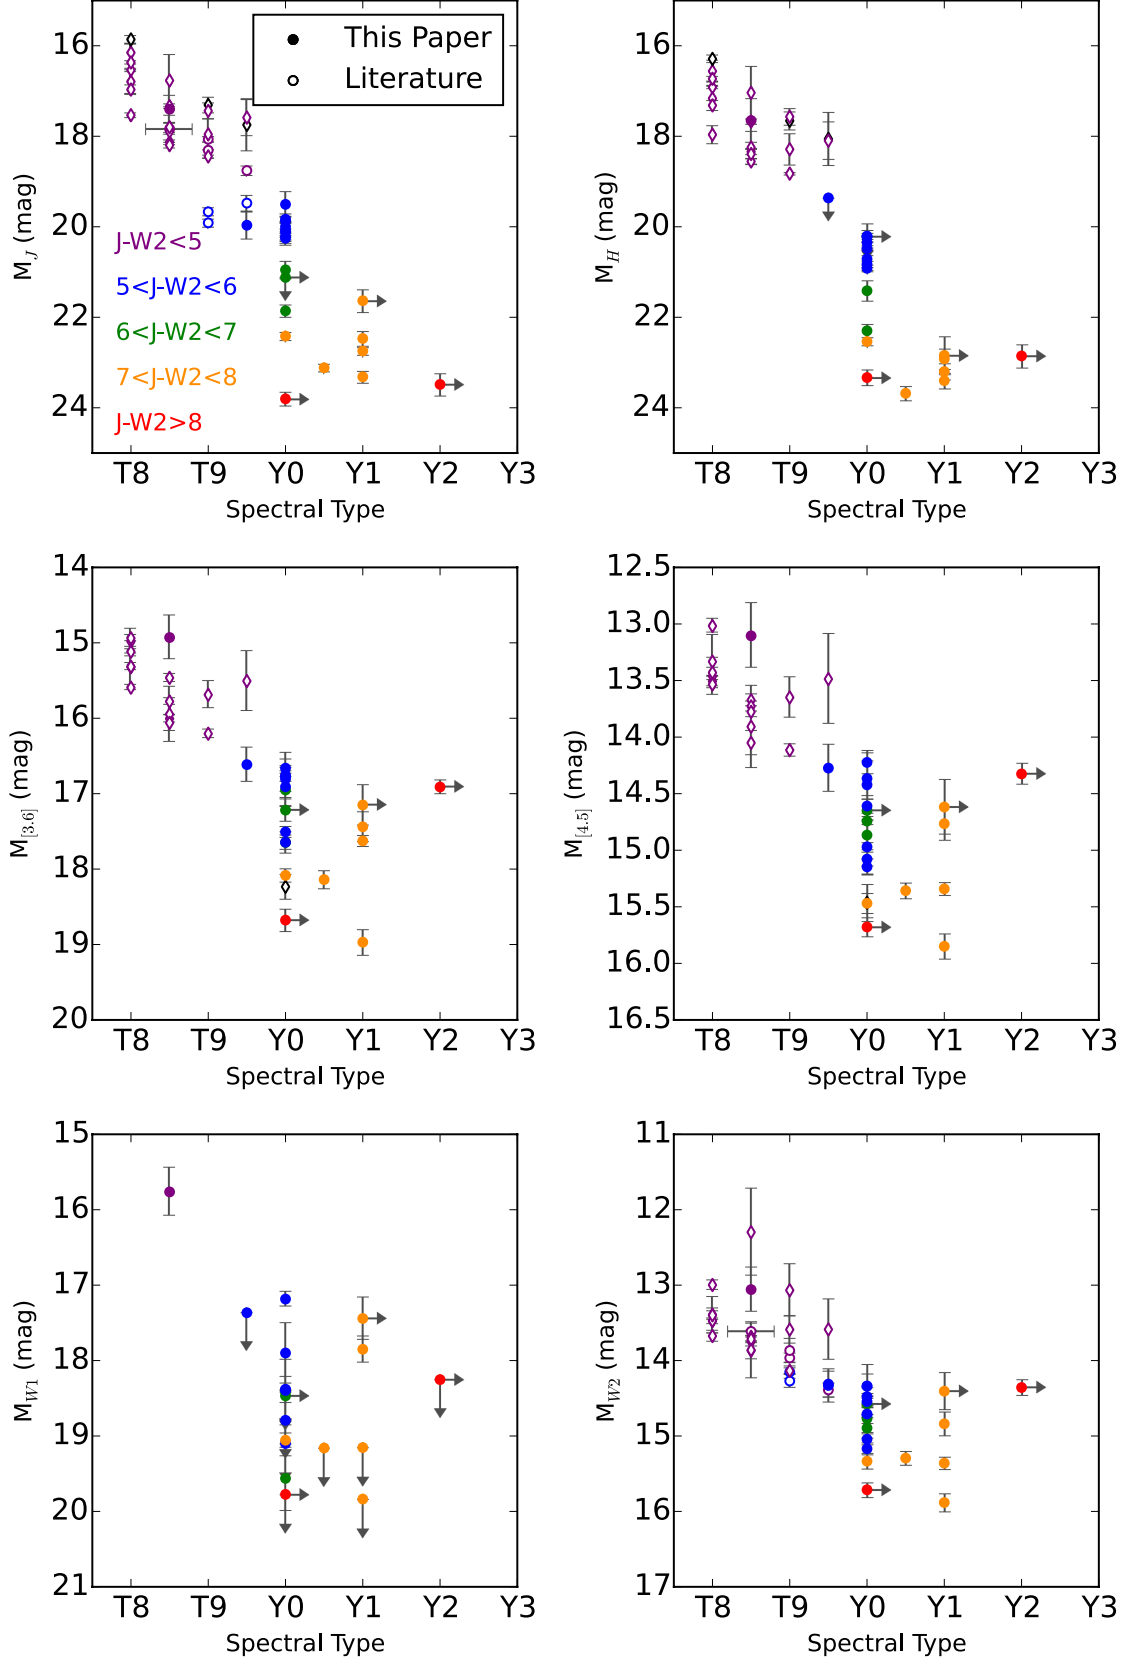 This Paper
Literature
16
18
20
22
24
M_J (mag)
J-W2<5
5<J-W2<6
6<J-W2<7
7<J-W2<8
J-W2>8
T8 T9 Y0 Y1 Y2 Y3
Spectral Type
16
18
20
22
24
M_H (mag)
T8 T9 Y0 Y1 Y2 Y3
Spectral Type
14
15
16
17
18
19
20
M_[3.6] (mag)
T8 T9 Y0 Y1 Y2 Y3
Spectral Type
12.5
13.0
13.5
14.0
14.5
15.0
15.5
16.0
16.5
M_[4.5] (mag)
T8 T9 Y0 Y1 Y2 Y3
Spectral Type
15
16
17
18
19
20
21
M_W1 (mag)
T8 T9 Y0 Y1 Y2 Y3
Spectral Type
11
12
13
14
15
16
17
M_W2 (mag)
T8 T9 Y0 Y1 Y2 Y3
Spectral Type